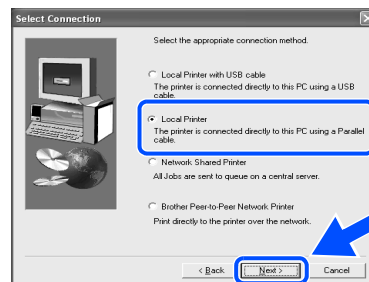 Select Connection
Select the appropriate connection method.
Local Printer with USB cable
The printer is connected directly to this PC using a USB
cable.
Local Printer
The printer is connected directly to this PC using a Parallel
cable.
Network Shared Printer
All Jobs are sent to queue on a central server.
Brother Peer-to-Peer Network Printer
Print directly to the printer over the network.
< Back
Next >
Cancel